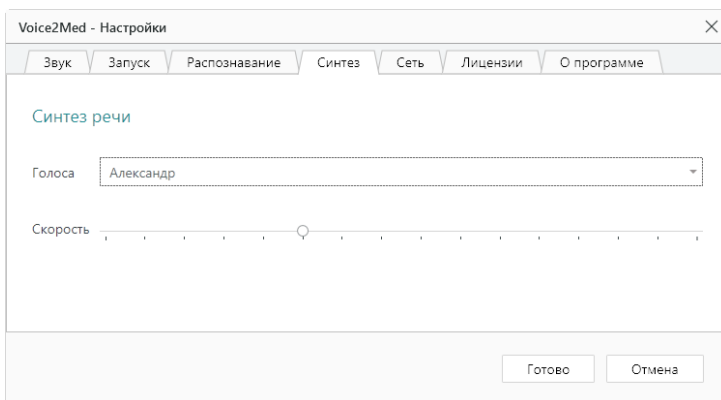 Voice2Med - Настройки
Звук Запуск Распознавание Синтез Сеть Лицензии О программе
Синтез речи
Голоса Александр
Скорость
Готово Отмена